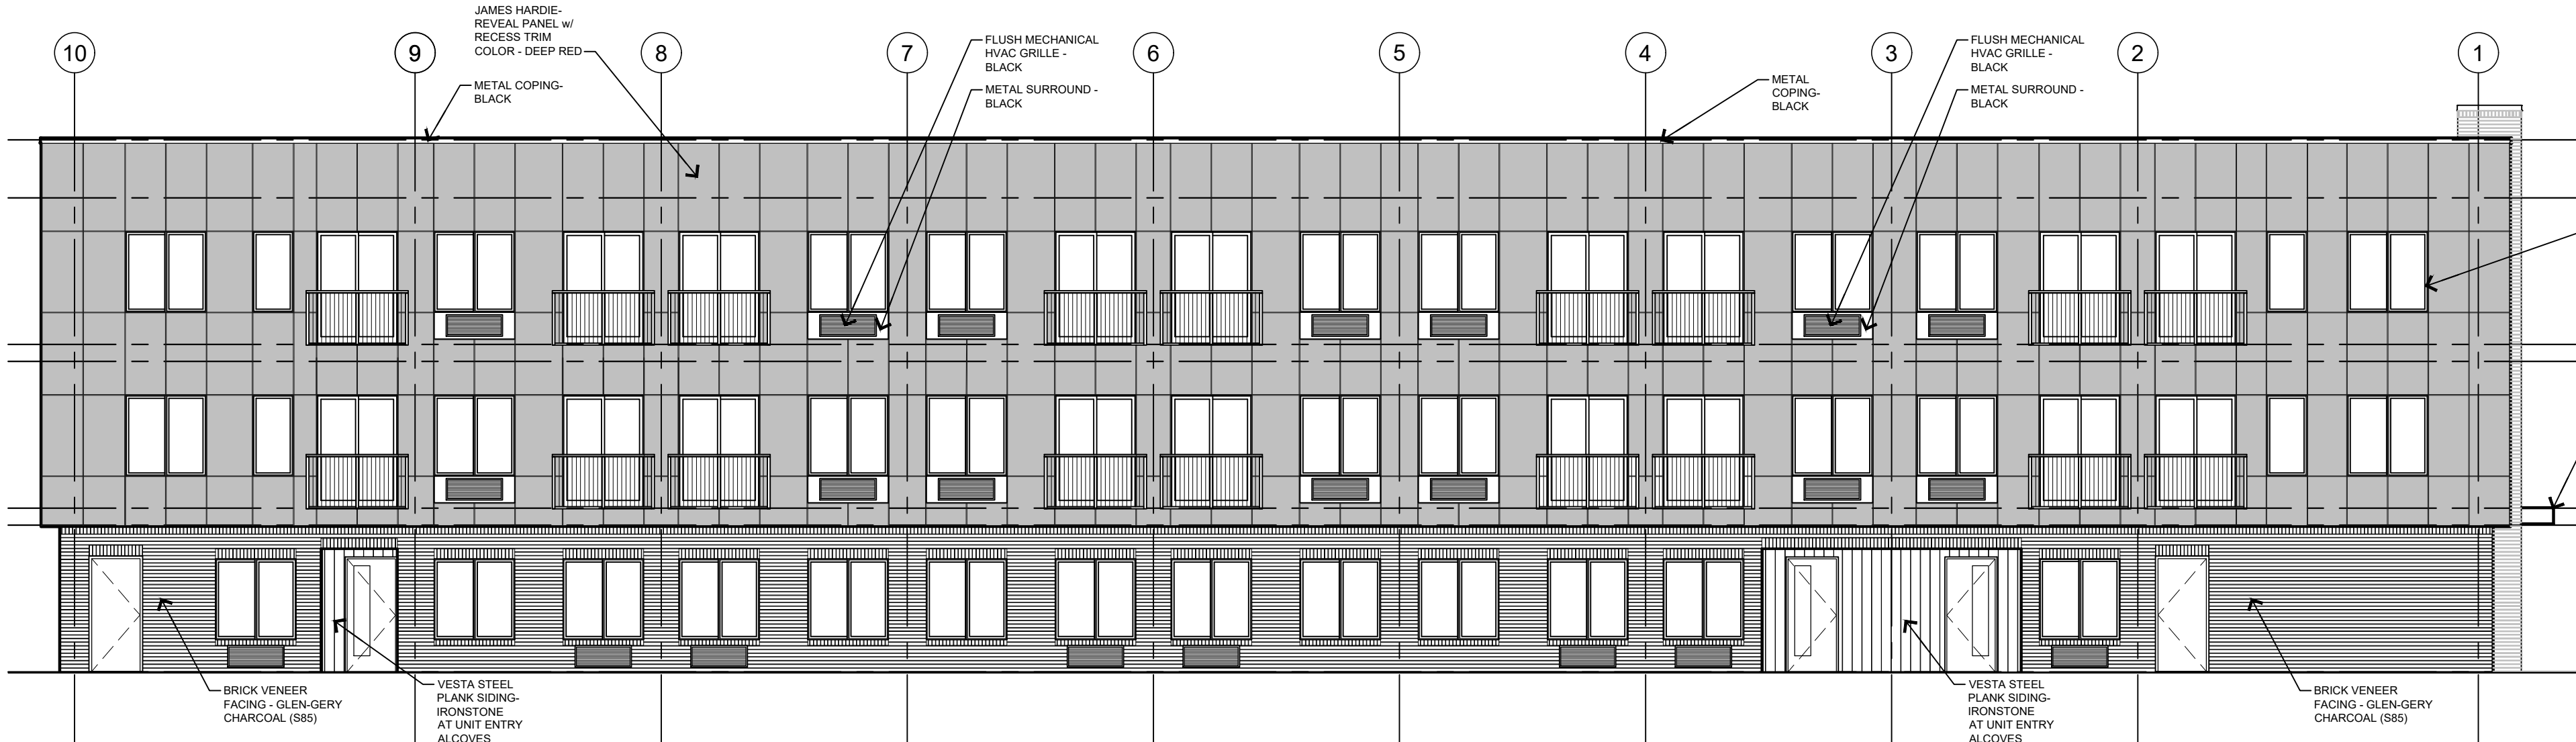 JAMES HARDIE-
REVEAL PANEL w/
RECESS TRIM
COLOR - DEEP RED
10
9
8
7
6
5
4
3
2
1
METAL COPING-
BLACK
FLUSH MECHANICAL
HVAC GRILLE -
BLACK
METAL SURROUND -
BLACK
METAL
COPING-
BLACK
FLUSH MECHANICAL
HVAC GRILLE -
BLACK
METAL SURROUND -
BLACK
BRICK VENEER
FACING - GLEN-GERY
CHARCOAL (S85)
VESTA STEEL
PLANK SIDING-
IRONSTONE
AT UNIT ENTRY
ALCOVES
VESTA STEEL
PLANK SIDING-
IRONSTONE
AT UNIT ENTRY
ALCOVES
BRICK VENEER
FACING - GLEN-GERY
CHARCOAL (S85)